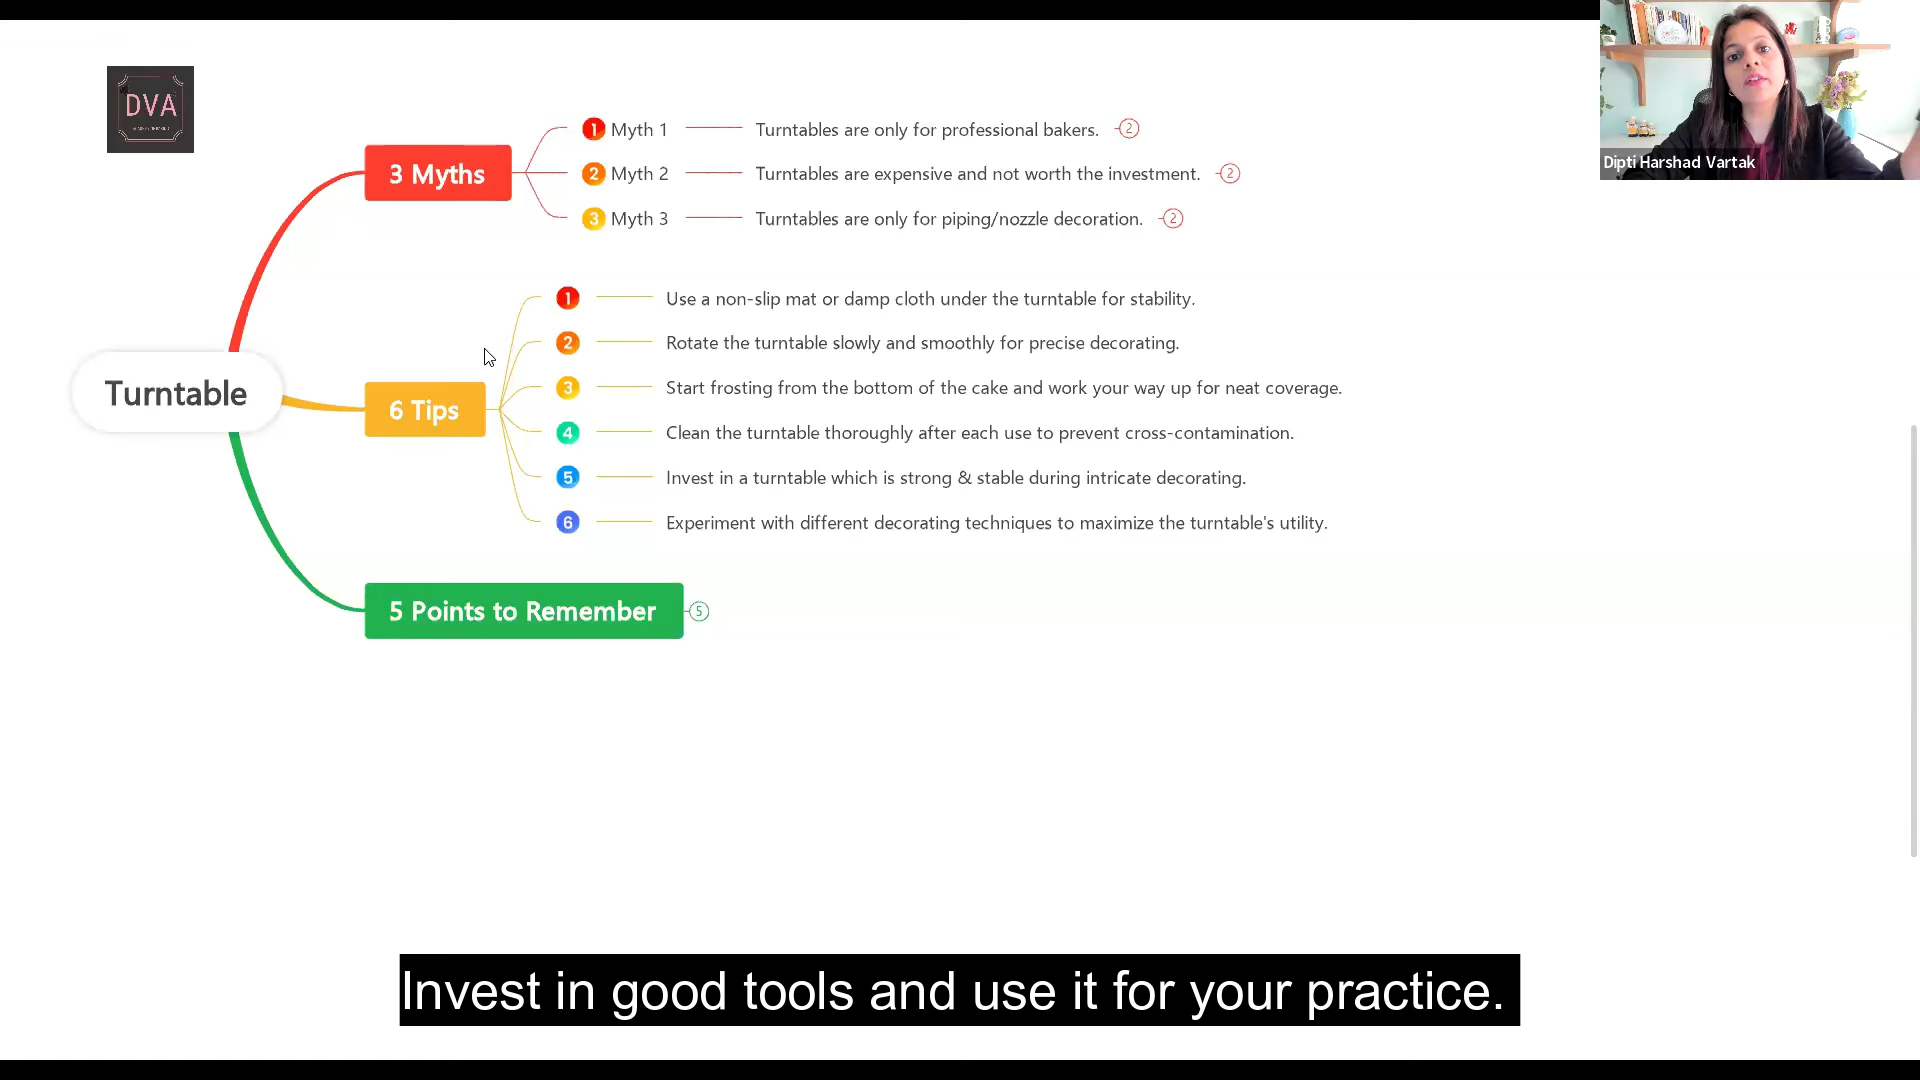 DVA
Dipti Harshad Vartak
Turntable
3 Myths
1 Myth 1 Turntables are only for professional bakers. 2
2 Myth 2 Turntables are expensive and not worth the investment. 2
3 Myth 3 Turntables are only for piping/nozzle decoration. 2
6 Tips
1 Use a non-slip mat or damp cloth under the turntable for stability.
2 Rotate the turntable slowly and smoothly for precise decorating.
3 Start frosting from the bottom of the cake and work your way up for neat coverage.
4 Clean the turntable thoroughly after each use to prevent cross-contamination.
5 Invest in a turntable which is strong & stable during intricate decorating.
6 Experiment with different decorating techniques to maximize the turntable's utility.
5 Points to Remember 5
Invest in good tools and use it for your practice.